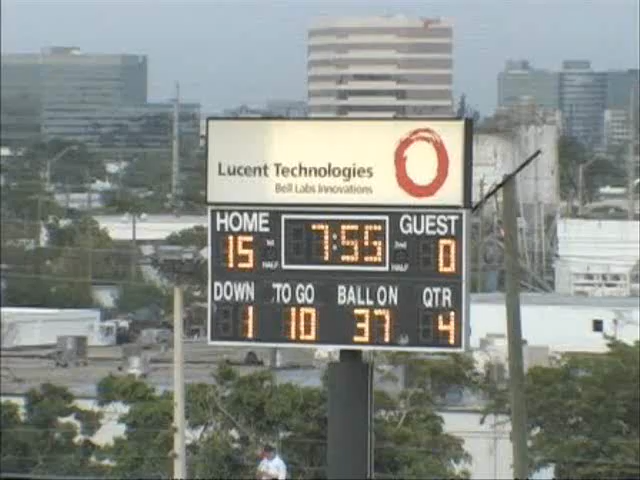 Lucent Technologies
Bell Labs Innovations
HOME GUEST
15 1st HALF 7:55 2nd HALF 0
DOWN TO GO BALL ON QTR
1 10 37 4